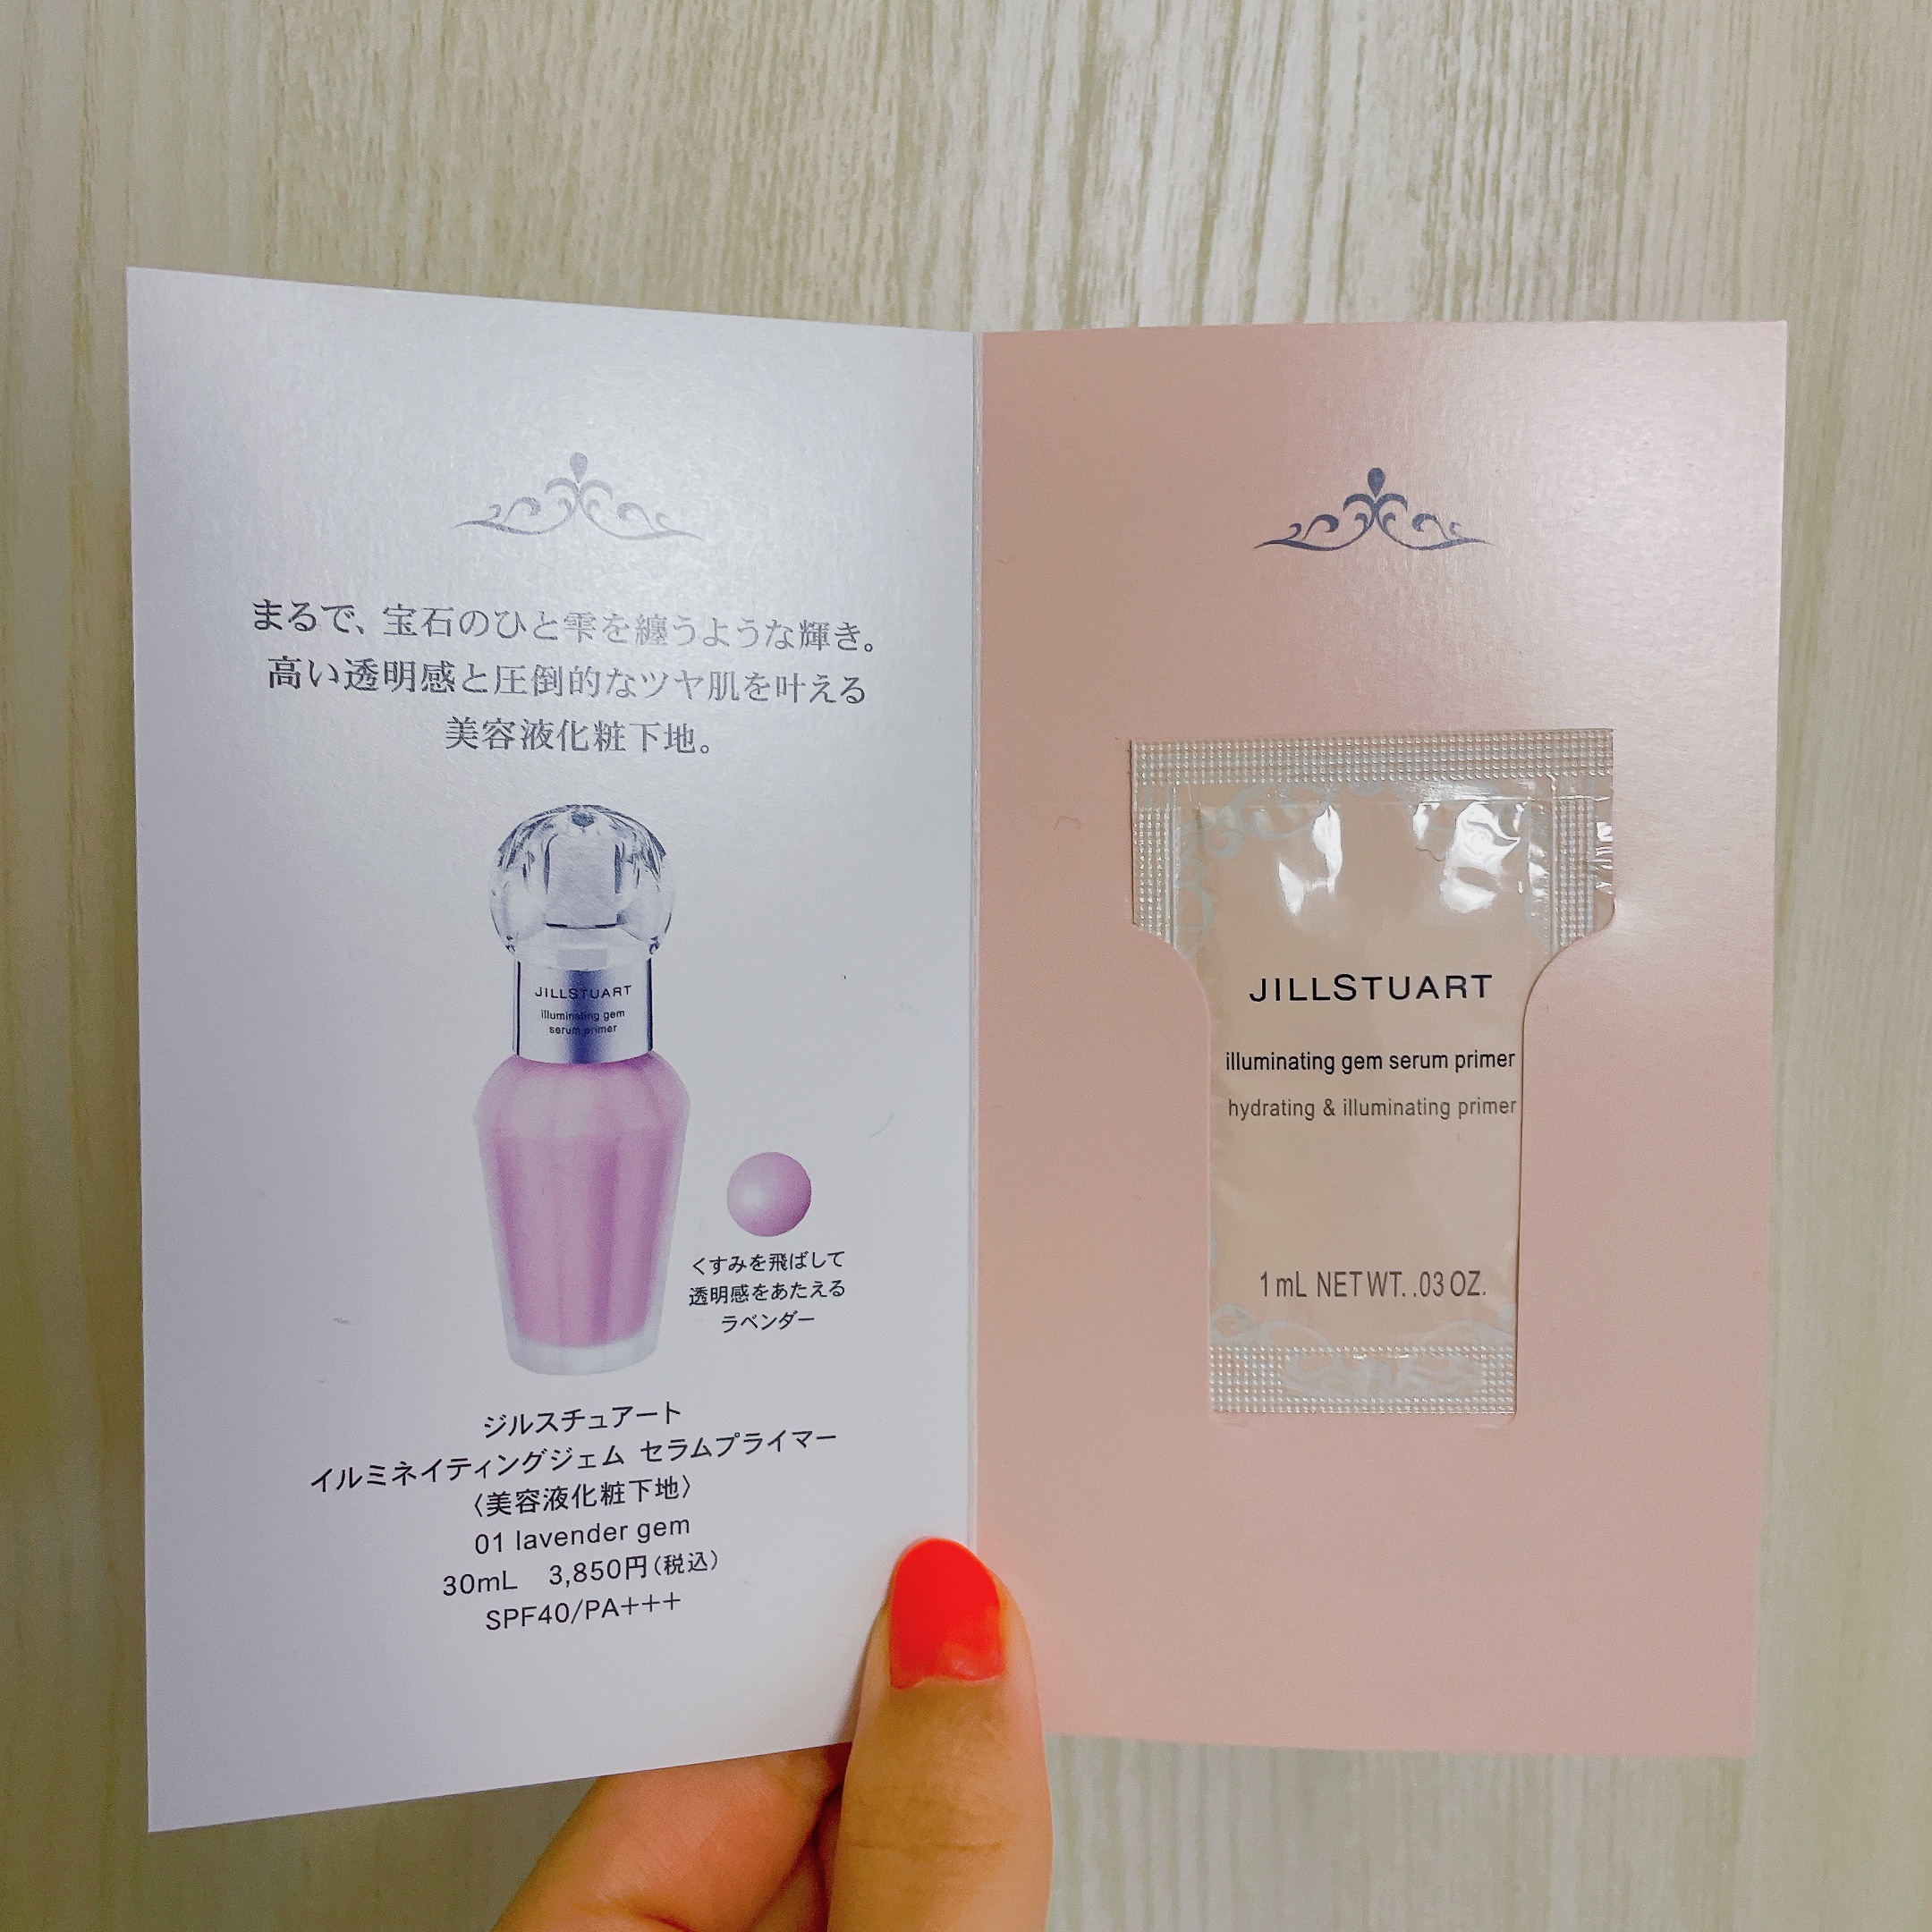 まるで、宝石のひと雫を纏うような輝き。
高い透明感と圧倒的なツヤ肌を叶える
美容液化粧下地。
JILLSTUART
illuminating gem
serum primer
くすみを飛ばして
透明感をあたえる
ラベンダー
ジルスチュアート
イルミネイティングジェム セラムプライマー
〈美容液化粧下地〉
01 lavender gem
30mL 3,850円(税込)
SPF40/PA+++
JILLSTUART
illuminating gem serum primer
hydrating & illuminating primer
1 mL NET WT. .03 OZ.